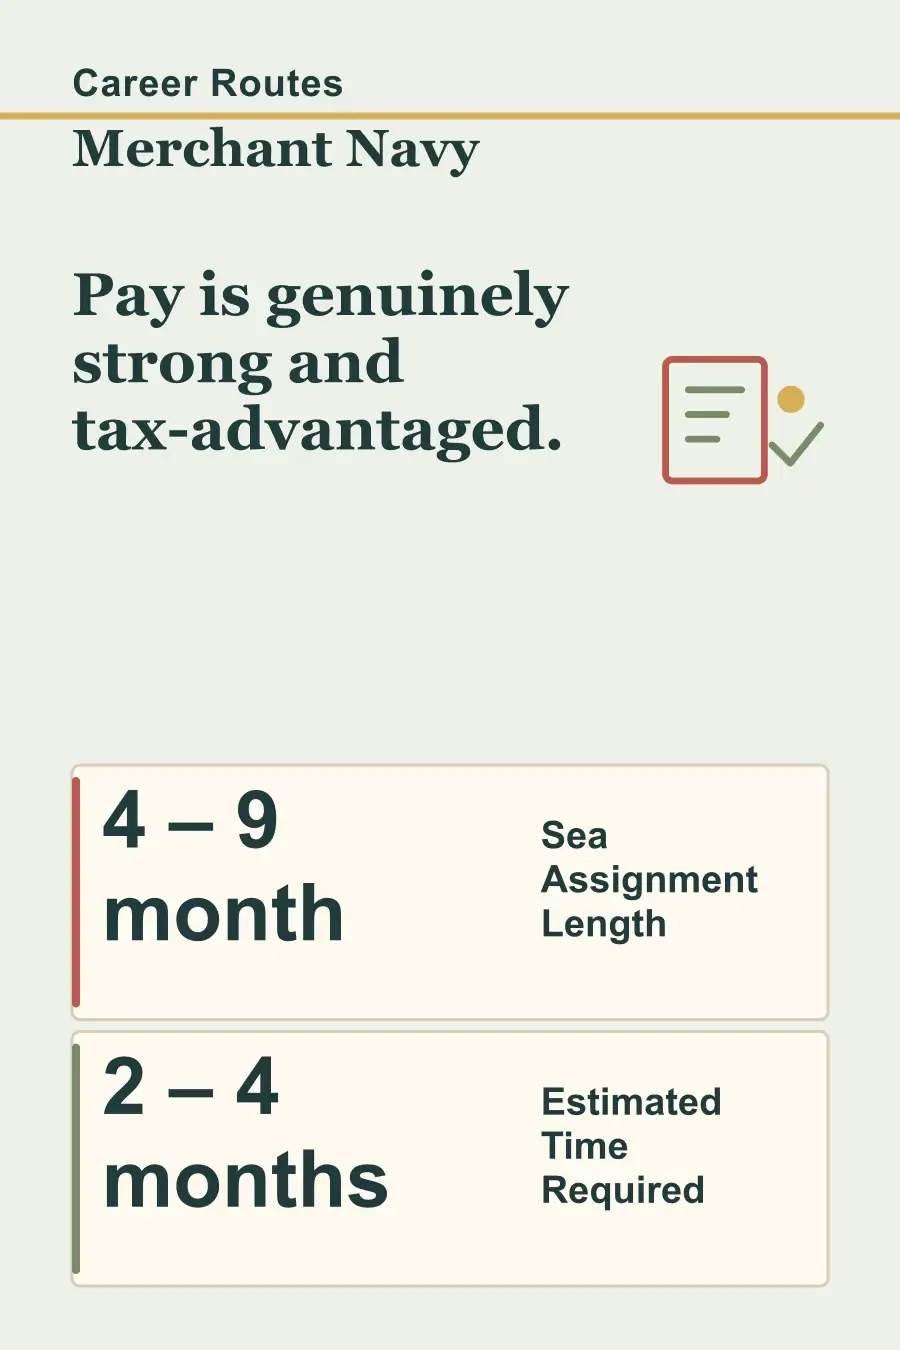 Career Routes
Merchant Navy
Pay is genuinely
strong and
tax-advantaged.
4 – 9
month
Sea
Assignment
Length
2 – 4
months
Estimated
Time
Required